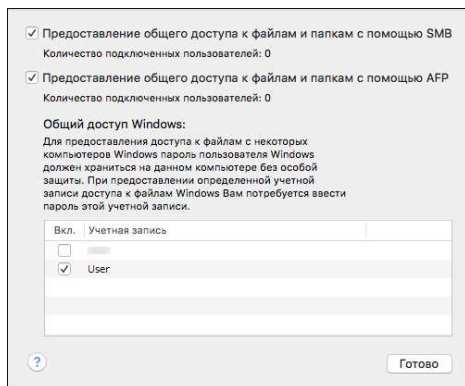 Предоставление общего доступа к файлам и папкам с помощью SMB
Количество подключенных пользователей: 0
Предоставление общего доступа к файлам и папкам с помощью AFP
Количество подключенных пользователей: 0
Общий доступ Windows:
Для предоставления доступа к файлам с некоторых
компьютеров Windows пароль пользователя Windows
должен храниться на данном компьютере без особой
защиты. При предоставлении определенной учетной
записи доступа к файлам Windows Вам потребуется ввести
пароль этой учетной записи.
Вкл. Учетная запись
User
? Готово